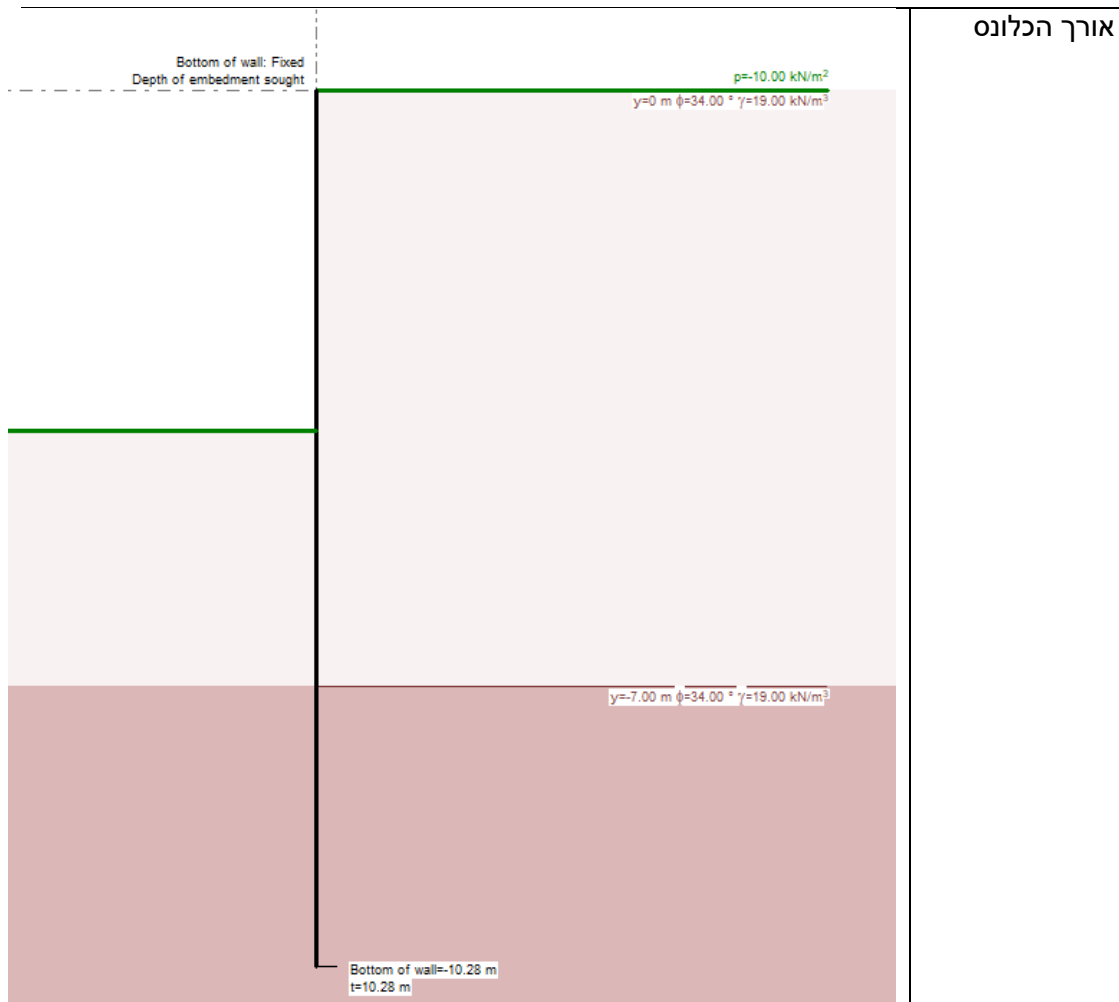 אורך הכלונס
Bottom of wall: Fixed
Depth of embedment sought
p=-10.00 kN/m²
y=0 m ϕ=34.00 ° γ=19.00 kN/m³
y=-7.00 m ϕ=34.00 ° γ=19.00 kN/m³
Bottom of wall=-10.28 m
t=10.28 m